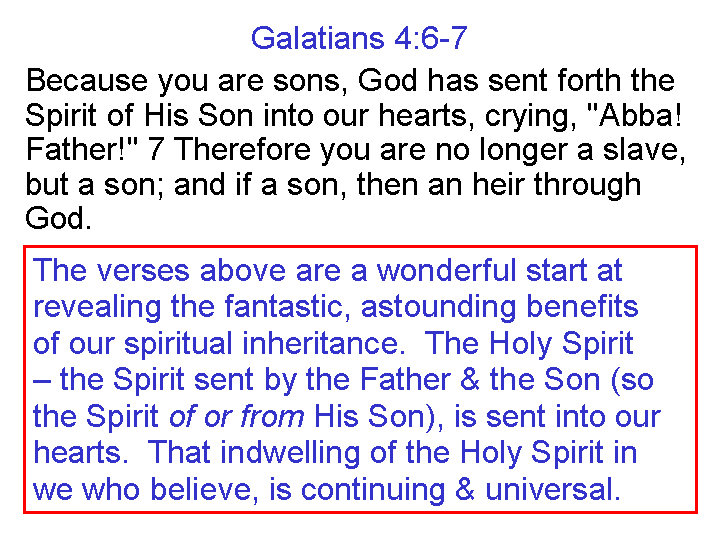 Galatians 4:6-7
Because you are sons, God has sent forth the
Spirit of His Son into our hearts, crying, "Abba!
Father!" 7 Therefore you are no longer a slave,
but a son; and if a son, then an heir through
God.
The verses above are a wonderful start at
revealing the fantastic, astounding benefits
of our spiritual inheritance.  The Holy Spirit
– the Spirit sent by the Father & the Son (so
the Spirit of or from His Son), is sent into our
hearts.  That indwelling of the Holy Spirit in
we who believe, is continuing & universal.